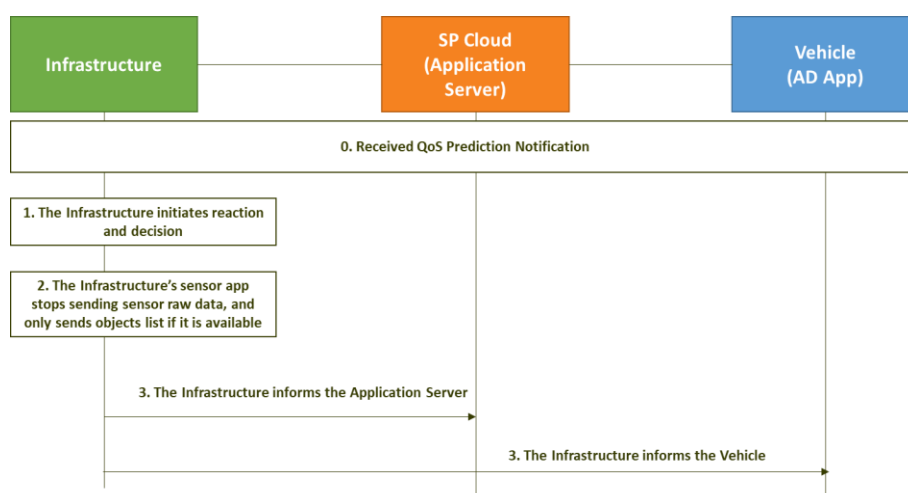 Infrastructure
SP Cloud
(Application
Server)
Vehicle
(AD App)
0. Received QoS Prediction Notification
1. The Infrastructure initiates reaction
and decision
2. The Infrastructure's sensor app
stops sending sensor raw data, and
only sends objects list if it is available
3. The Infrastructure informs the Application Server
3. The Infrastructure informs the Vehicle